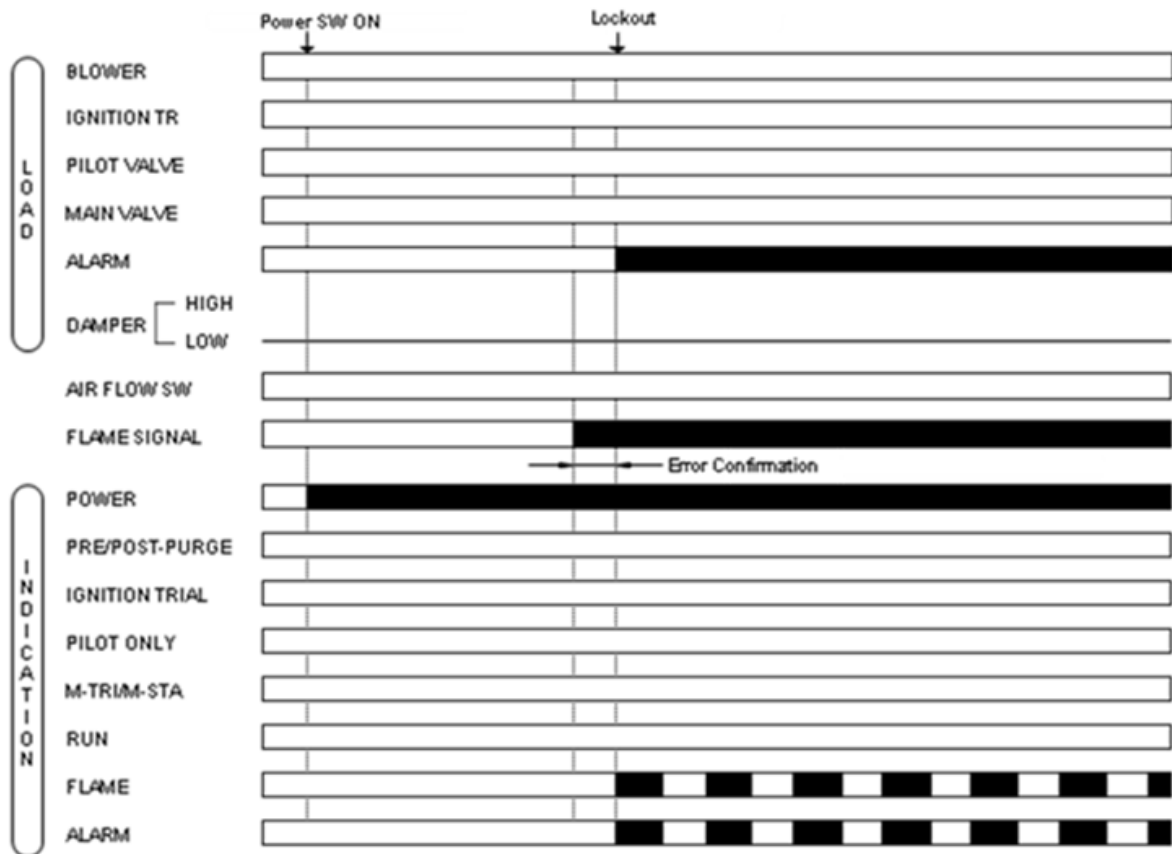 Power SW ON
Lockout
LOAD
BLOWER
IGNITION TR
PILOT VALVE
MAIN VALVE
ALARM
DAMPER
HIGH
LOW
AIR FLOW SW
FLAME SIGNAL
Error Confirmation
INDICATION
POWER
PRE/POST-PURGE
IGNITION TRIAL
PILOT ONLY
M-TRI/M-STA
RUN
FLAME
ALARM